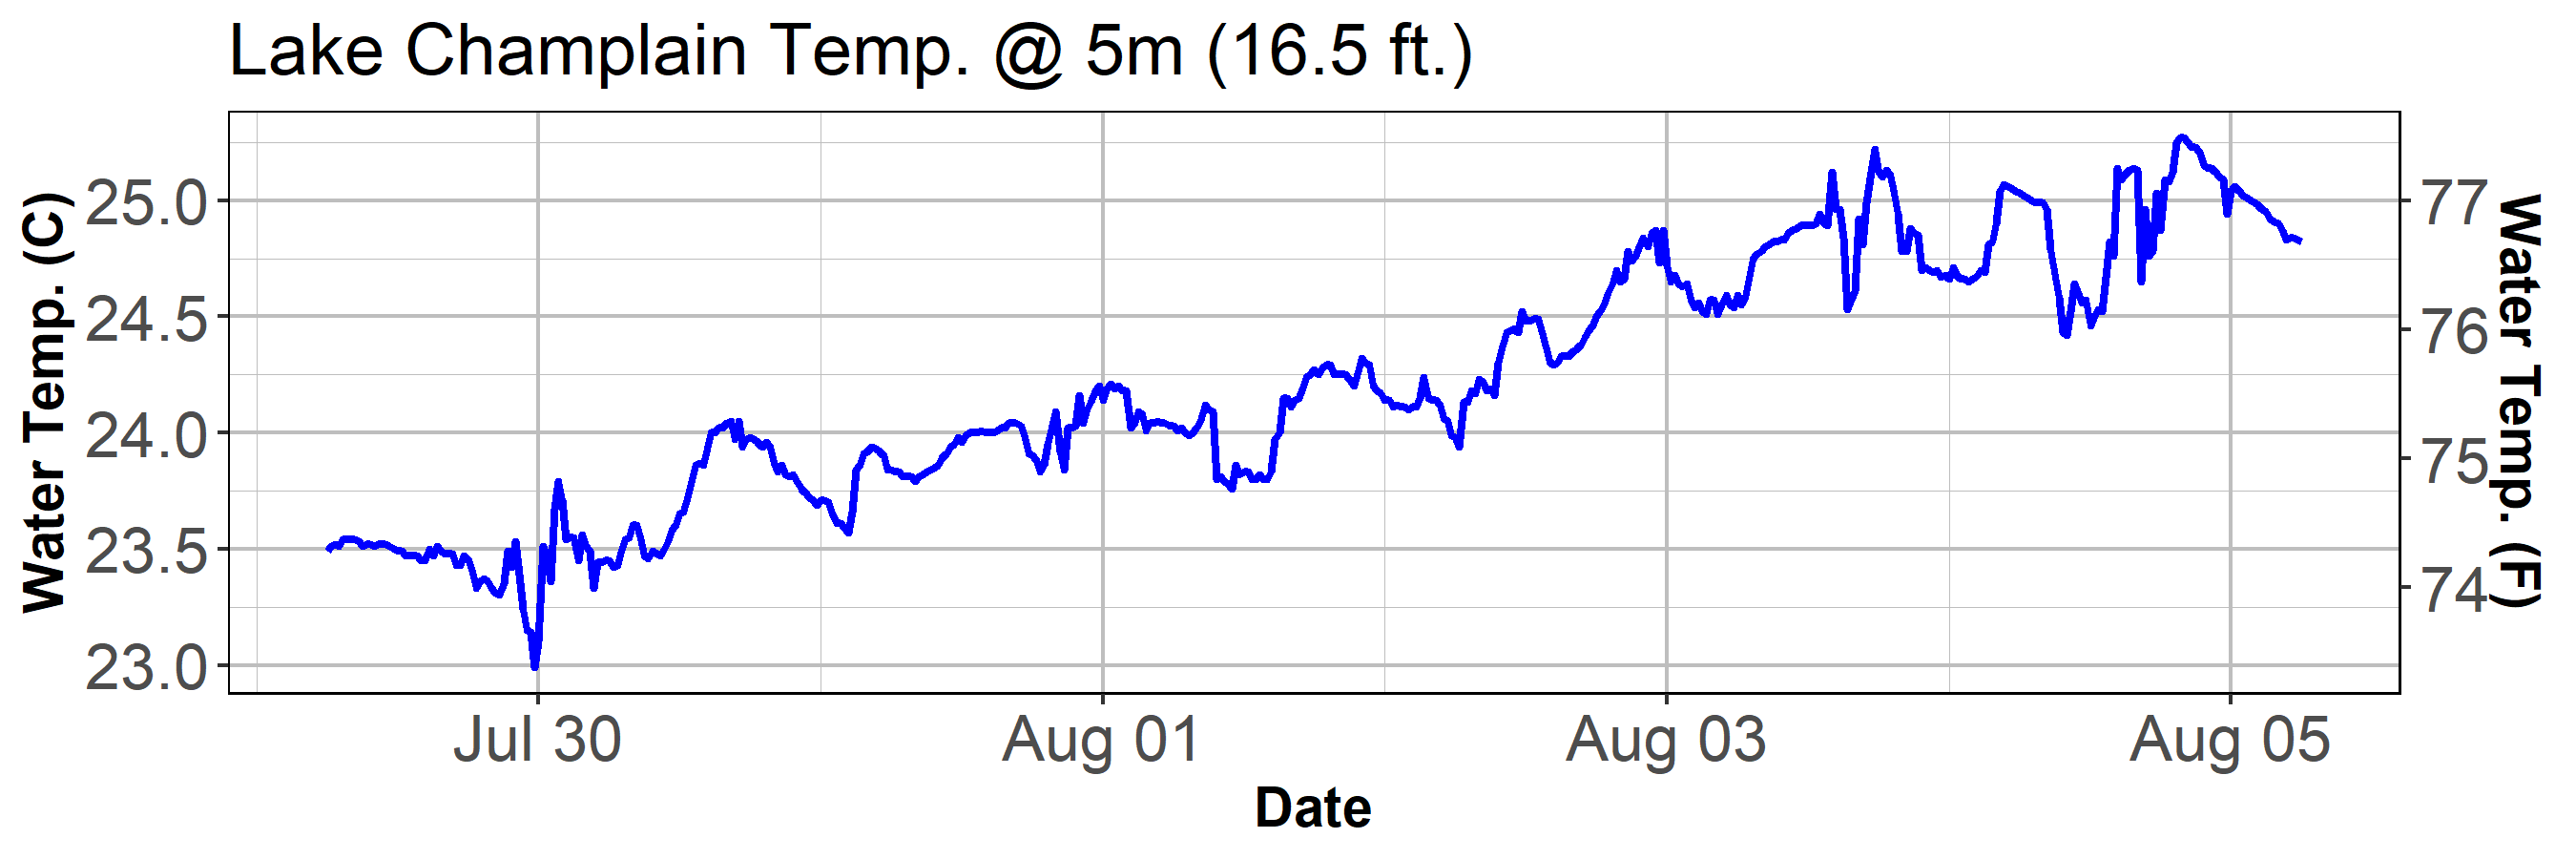 Lake Champlain Temp. @ 5m (16.5 ft.)
Water Temp. (C)
25.0
24.5
24.0
23.5
23.0
77
76
75
74
Water Temp. (F)
Jul 30 Aug 01 Aug 03 Aug 05
Date